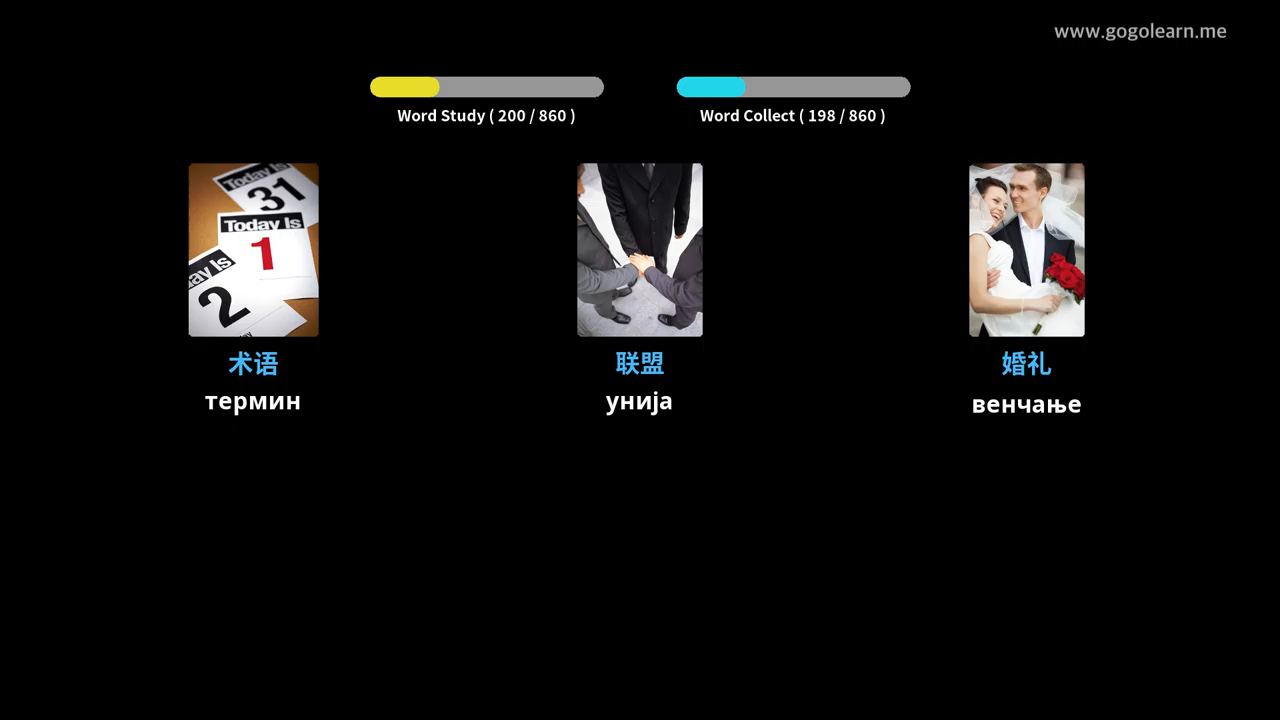 www.gogolearn.me
Word Study ( 200 / 860 )
Word Collect ( 198 / 860 )
Today Is
31
Today Is
1
ay Is
2
术语
联盟
婚礼
термин
унија
венчање